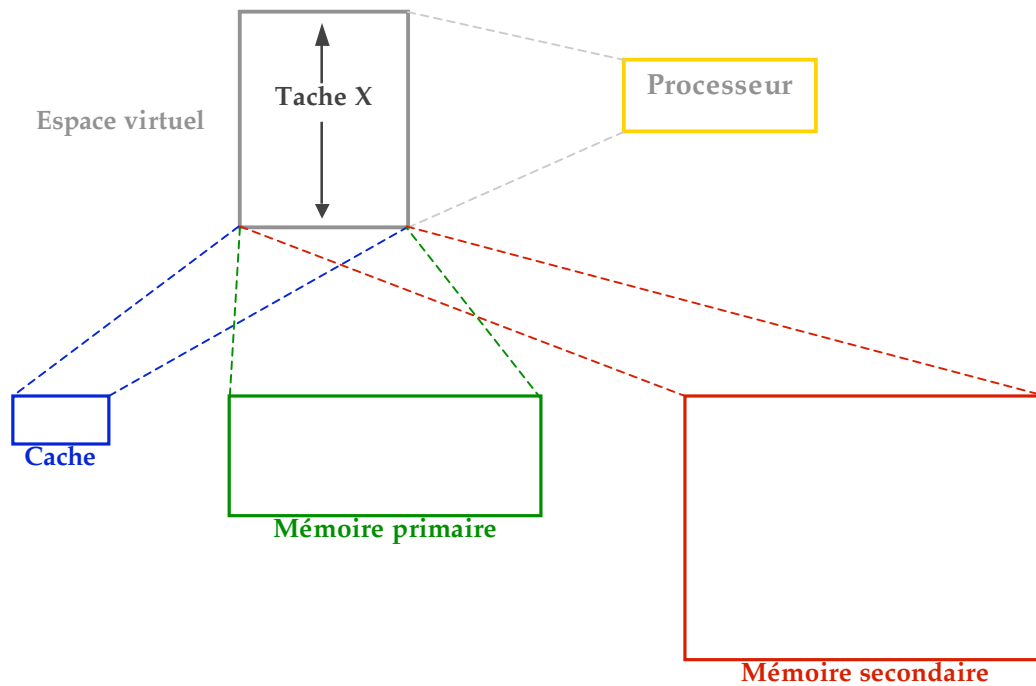 Processeur
Tache X
Espace virtuel
Cache
Mémoire primaire
Mémoire secondaire